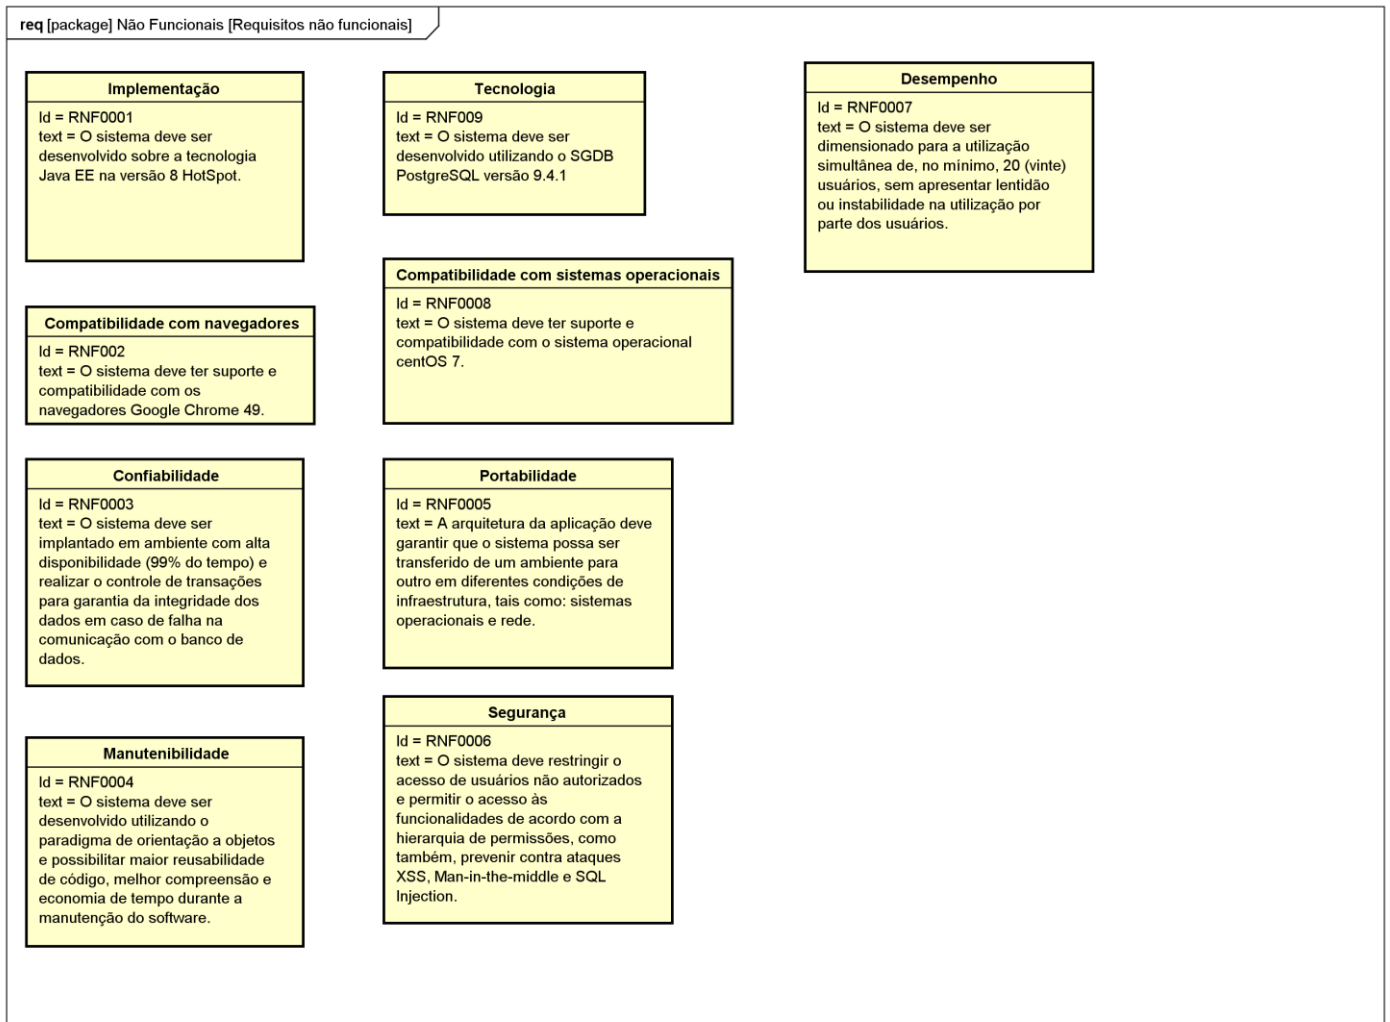 req [package] Não Funcionais [Requisitos não funcionais]
Implementação
Id = RNF0001
text = O sistema deve ser
desenvolvido sobre a tecnologia
Java EE na versão 8 HotSpot.
Tecnologia
Id = RNF009
text = O sistema deve ser
desenvolvido utilizando o SGDB
PostgreSQL versão 9.4.1
Desempenho
Id = RNF0007
text = O sistema deve ser
dimensionado para a utilização
simultânea de, no mínimo, 20 (vinte)
usuários, sem apresentar lentidão
ou instabilidade na utilização por
parte dos usuários.
Compatibilidade com navegadores
Id = RNF002
text = O sistema deve ter suporte e
compatibilidade com os
navegadores Google Chrome 49.
Compatibilidade com sistemas operacionais
Id = RNF0008
text = O sistema deve ter suporte e
compatibilidade com o sistema operacional
centOS 7.
Confiabilidade
Id = RNF0003
text = O sistema deve ser
implantado em ambiente com alta
disponibilidade (99% do tempo) e
realizar o controle de transações
para garantia da integridade dos
dados em caso de falha na
comunicação com o banco de
dados.
Portabilidade
Id = RNF0005
text = A arquitetura da aplicação deve
garantir que o sistema possa ser
transferido de um ambiente para
outro em diferentes condições de
infraestrutura, tais como: sistemas
operacionais e rede.
Manutenibilidade
Id = RNF0004
text = O sistema deve ser
desenvolvido utilizando o
paradigma de orientação a objetos
e possibilitar maior reusabilidade
de código, melhor compreensão e
economia de tempo durante a
manutenção do software.
Segurança
Id = RNF0006
text = O sistema deve restringir o
acesso de usuários não autorizados
e permitir o acesso às
funcionalidades de acordo com a
hierarquia de permissões, como
também, prevenir contra ataques
XSS, Man-in-the-middle e SQL
Injection.